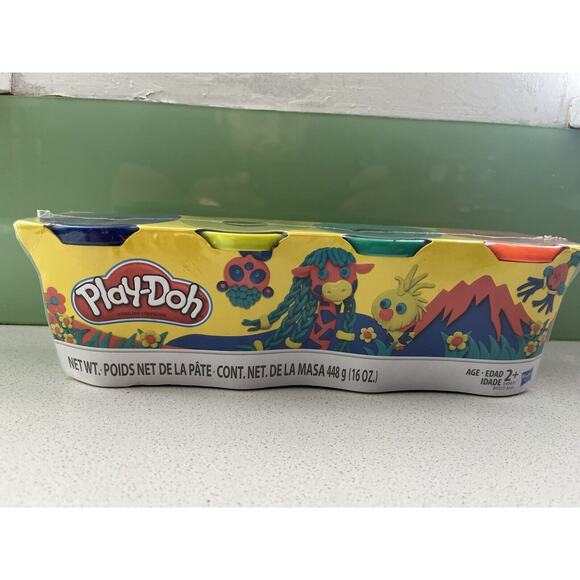 PLAY-DOH
NET WT.· POIDS NET DE LA PÂTE · CONT. NET. DE LA MASA 448 g (16 OZ.)
AGE · EDAD 2+
IDADE